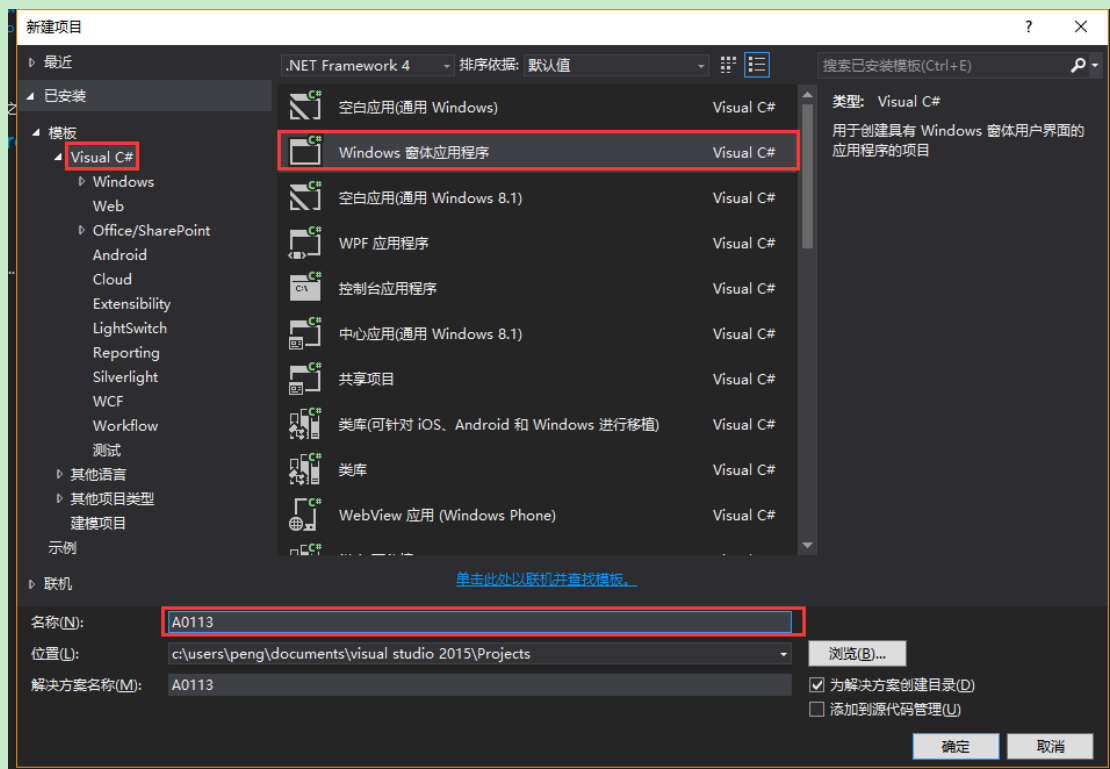 新建项目
? ×
最近
.NET Framework 4 排序依据: 默认值
搜索已安装模板(Ctrl+E)
已安装
模板
Visual C#
Windows
Web
Office/SharePoint
Android
Cloud
Extensibility
LightSwitch
Reporting
Silverlight
WCF
Workflow
测试
其他语言
其他项目类型
建模项目
示例
联机
空白应用(通用 Windows) Visual C#
Windows 窗体应用程序 Visual C#
空白应用(通用 Windows 8.1) Visual C#
WPF 应用程序 Visual C#
控制台应用程序 Visual C#
中心应用(通用 Windows 8.1) Visual C#
共享项目 Visual C#
类库(可针对 iOS、Android 和 Windows 进行移植) Visual C#
类库 Visual C#
WebView 应用 (Windows Phone) Visual C#
单击此处以联机并查找模板。
类型: Visual C#
用于创建具有 Windows 窗体用户界面的
应用程序的项目
名称(N): A0113
位置(L): c:\users\peng\documents\visual studio 2015\Projects
浏览(B)...
解决方案名称(M): A0113
为解决方案创建目录(D)
添加到源代码管理(U)
确定 取消